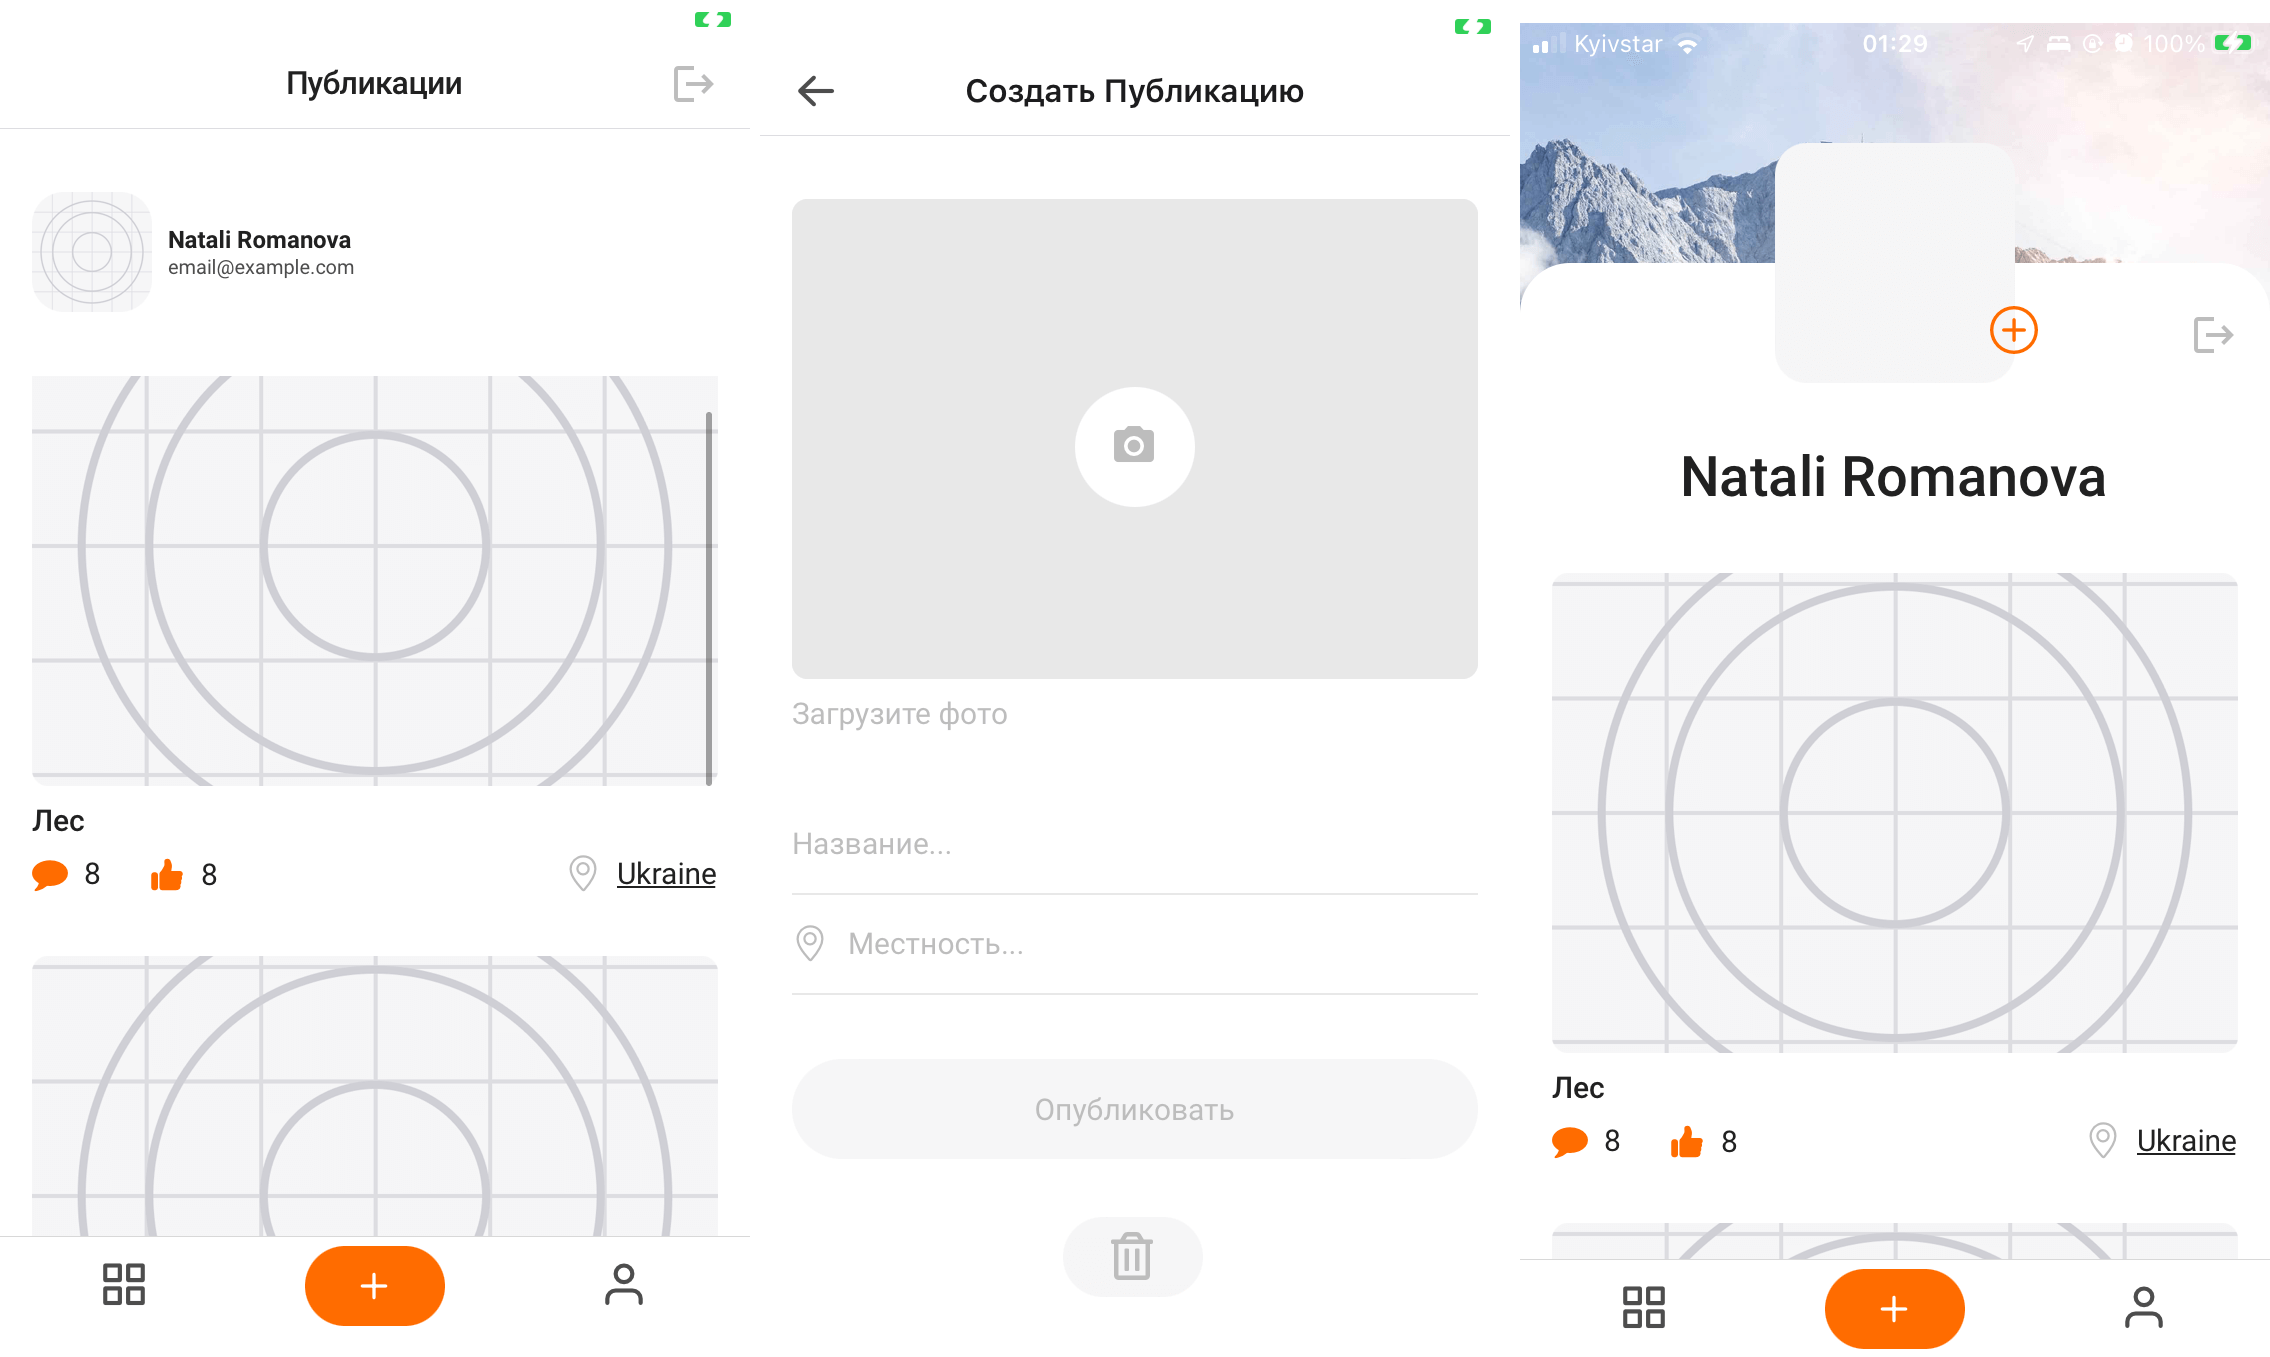 Публикации
Natali Romanova
email@example.com
Лес
8
8
Ukraine
Создать Публикацию
Загрузите фото
Название...
Местность...
Опубликовать
Kyivstar
01:29
100%
Natali Romanova
Лес
8
8
Ukraine